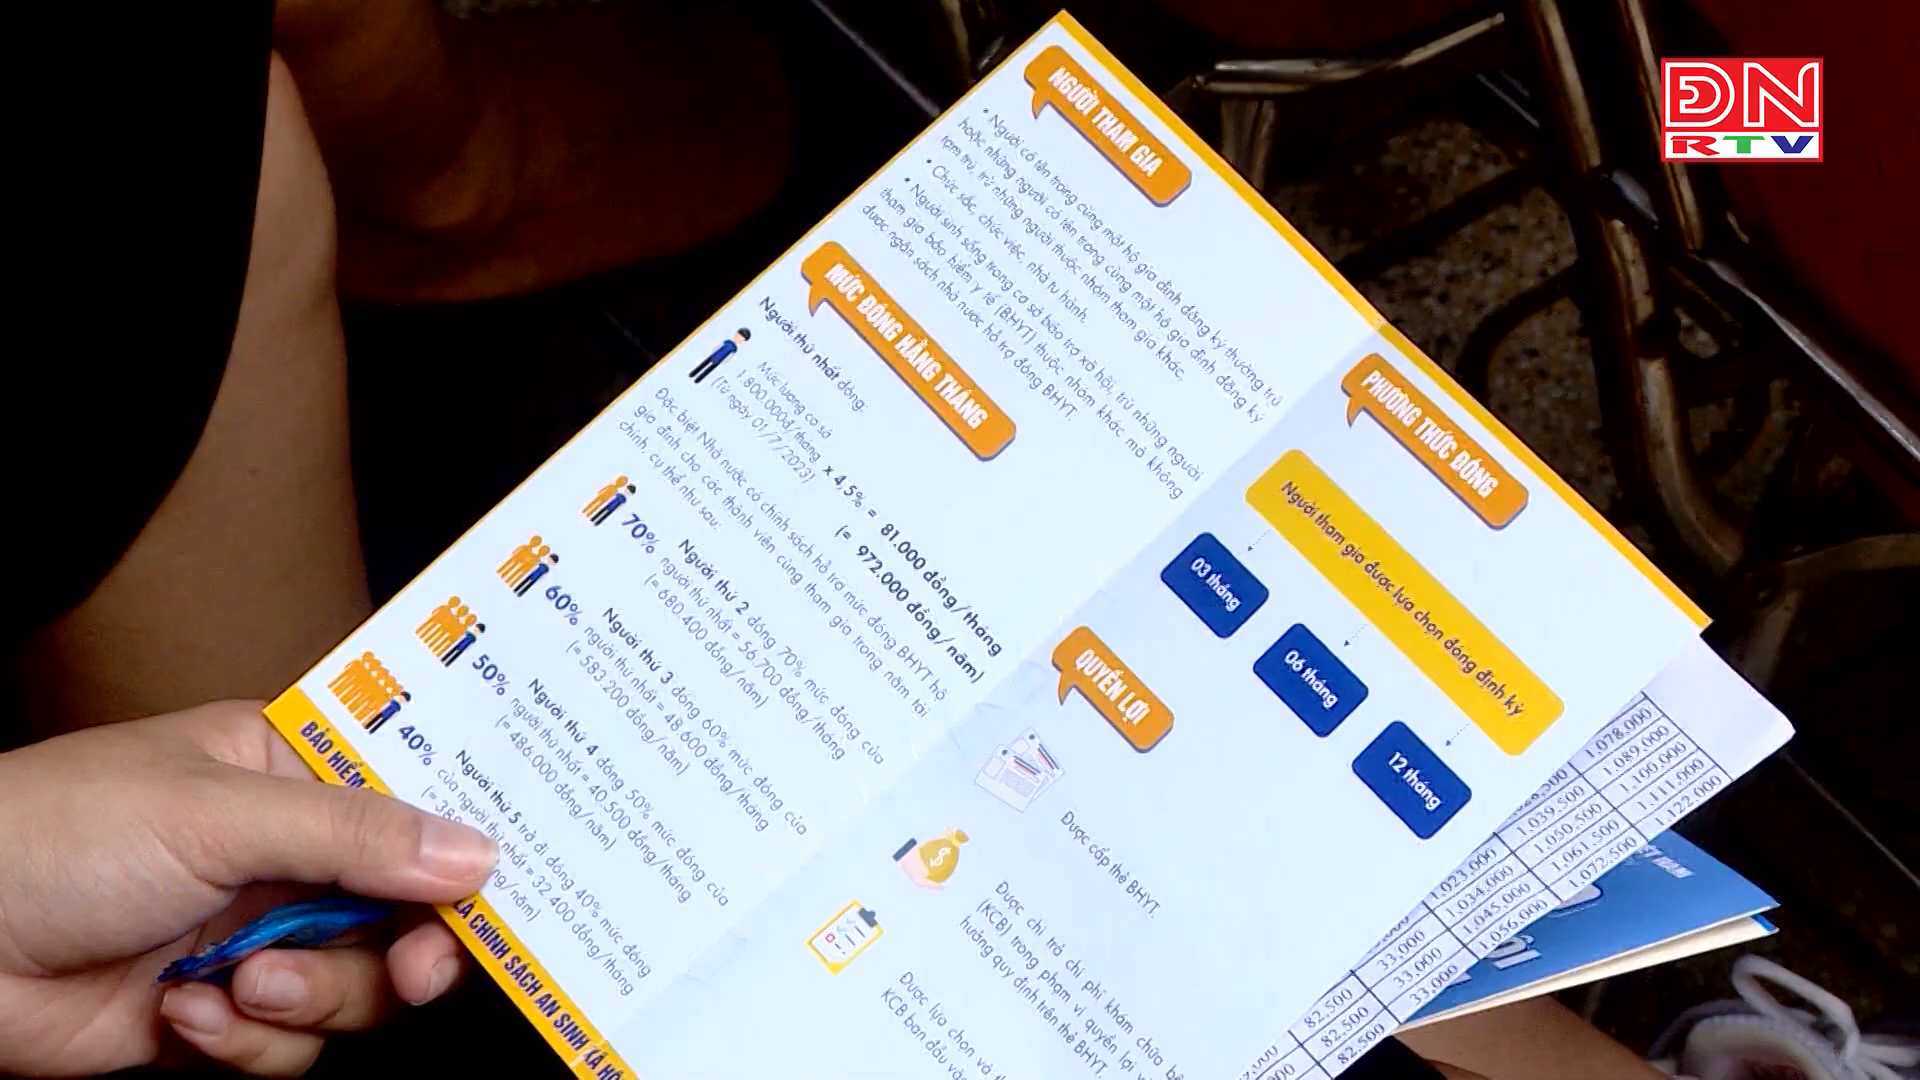 ĐN
RTV
NGƯỜI THAM GIA
• Người có tên trong cùng một hộ gia đình đăng ký thường trú
hoặc những người có tên trong cùng một hộ gia đình đăng ký
tạm trú, trừ những người thuộc nhóm tham gia khác.
• Chức sắc, chức việc, nhà tu hành.
• Người sinh sống trong cơ sở bảo trợ xã hội, trừ những người
tham gia bảo hiểm y tế (BHYT) thuộc nhóm khác mà không
được ngân sách nhà nước hỗ trợ đóng BHYT.
MỨC ĐÓNG HẰNG THÁNG
Người thứ nhất đóng:
Mức lương cơ sở
1.800.000đ/tháng
(Từ ngày 01/7/2023)
x 4,5% = 81.000 đồng/tháng
(= 972.000 đồng/năm)
Đặc biệt Nhà nước có chính sách hỗ trợ mức đóng BHYT hộ
gia đình cho các thành viên cùng tham gia trong năm tài
chính, cụ thể như sau:
70%
Người thứ 2 đóng 70% mức đóng của
người thứ nhất = 56.700 đồng/tháng
(= 680.400 đồng/năm)
60%
Người thứ 3 đóng 60% mức đóng của
người thứ nhất = 48.600 đồng/tháng
(= 583.200 đồng/năm)
50%
Người thứ 4 đóng 50% mức đóng của
người thứ nhất = 40.500 đồng/tháng
(= 486.000 đồng/năm)
40%
Người thứ 5 trở đi đóng 40% mức đóng
của người thứ nhất = 32.400 đồng/tháng
BẢO HIỂM
LÀ CHÍNH SÁCH AN SINH XÃ HỘ
PHƯƠNG THỨC ĐÓNG
Người tham gia được lựa chọn đóng định kỳ
03 tháng
06 tháng
12 tháng
QUYỀN LỢI
Được cấp thẻ BHYT.
Được chi trả chi phí khám chữa
(KCB) trong phạm vi quyền lợi
hưởng quy định trên thẻ BHYT.
Được lựa chọn
KCB ban đầu
1,078,000
1,089,000
1,039,500 1,100,000
1,050,500 1,111,000
1,061,500 1,122,000
1,023,000 1,072,500
1,034,000
33,000 1,045,000
33,000 1,056,000
82,500 33,000
82,500
82,500